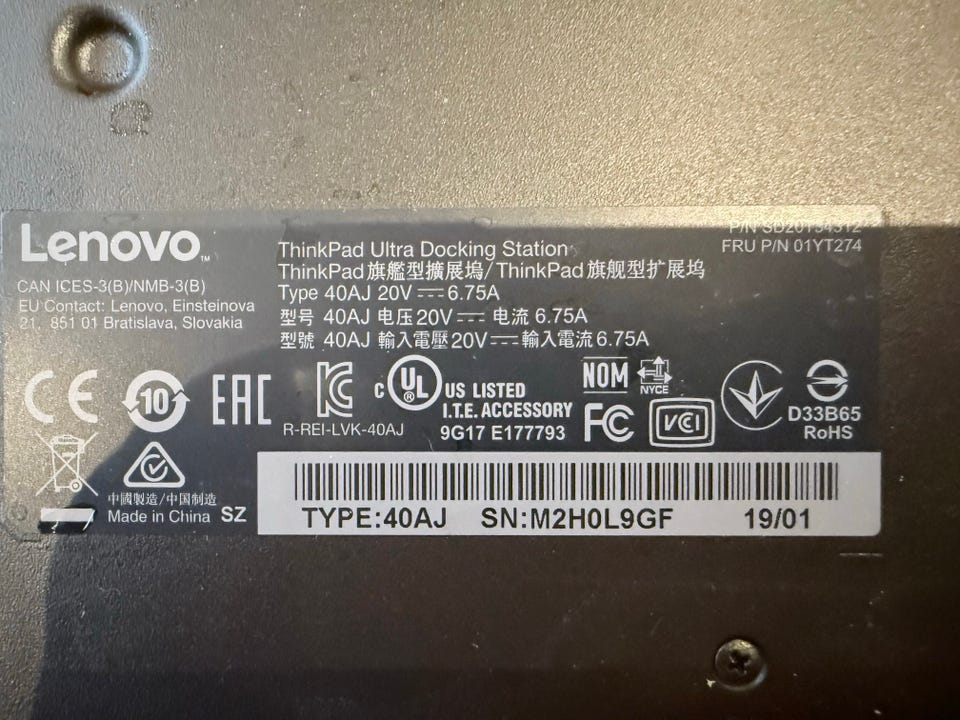 Lenovo™
CAN ICES-3(B)/NMB-3(B)
EU Contact: Lenovo, Einsteinova
21, 851 01 Bratislava, Slovakia
ThinkPad Ultra Docking Station
ThinkPad旗艦型擴展塢/ThinkPad旗舰型扩展坞
Type 40AJ 20V⎓6.75A
型号 40AJ 电压20V⎓ 电流 6.75A
型號 40AJ 輸入電壓20V⎓輸入電流6.75A
P/N
FRU P/N 01YT274
CE
10
EAC
R-REI-LVK-40AJ
c UL ® US LISTED
I.T.E. ACCESSORY
9G17 E177793
NOM
NYCE
FC
VCI
D33B65
RoHS
中國製造/中国制造
Made in China SZ
TYPE:40AJ SN:M2H0L9GF 19/01